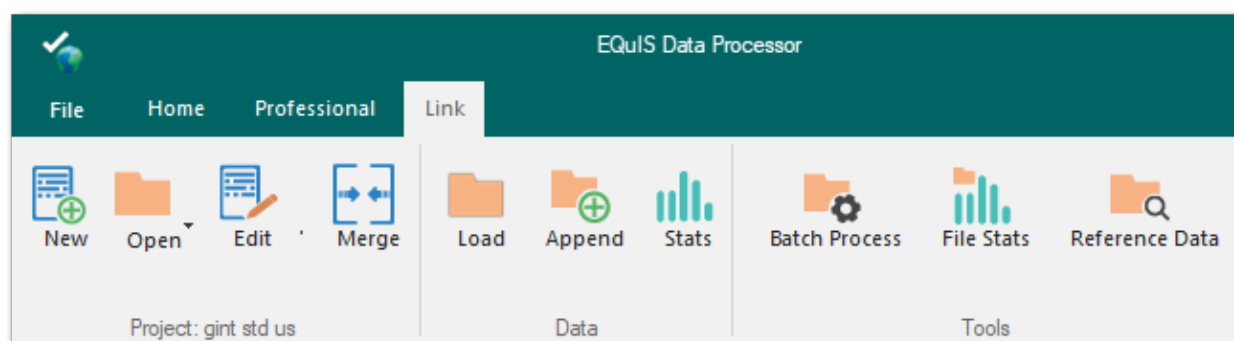 EQuIS Data Processor
File Home Professional Link
New Open Edit Merge Load Append Stats Batch Process File Stats Reference Data
Project: gint std us Data Tools